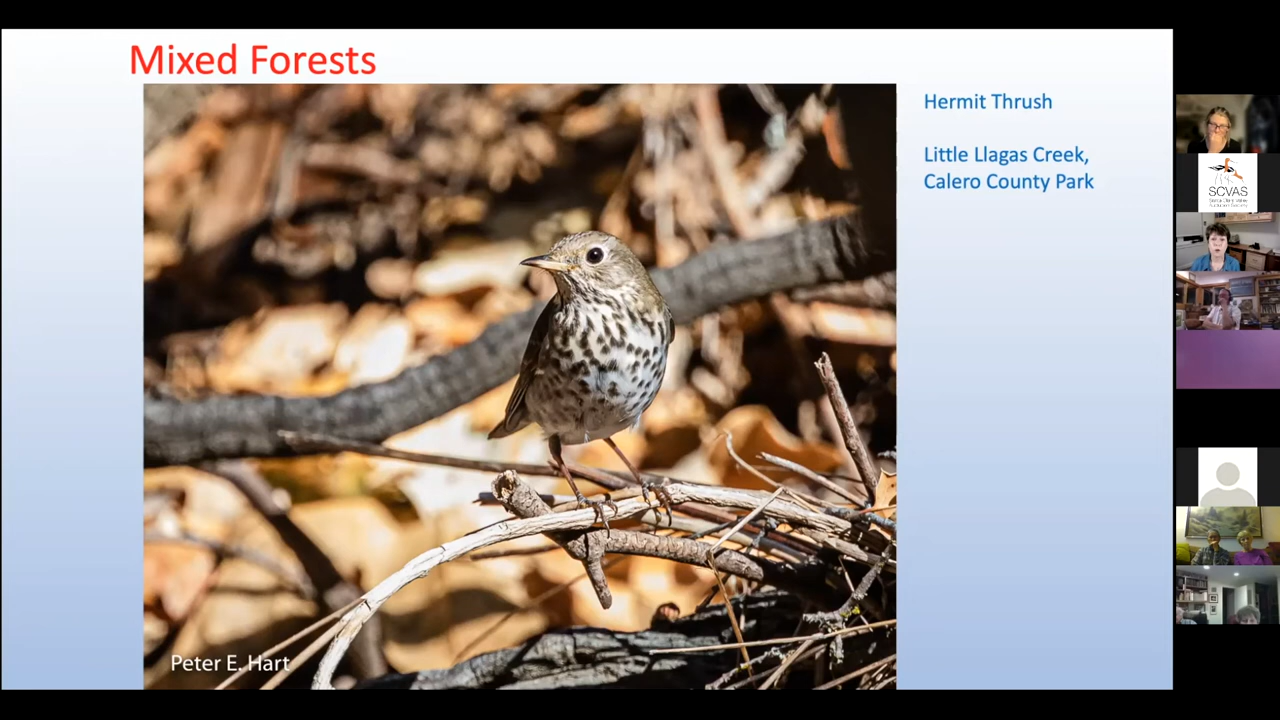 Mixed Forests
Hermit Thrush
Little Llagas Creek,
Calero County Park
Peter E. Hart
SCVAS